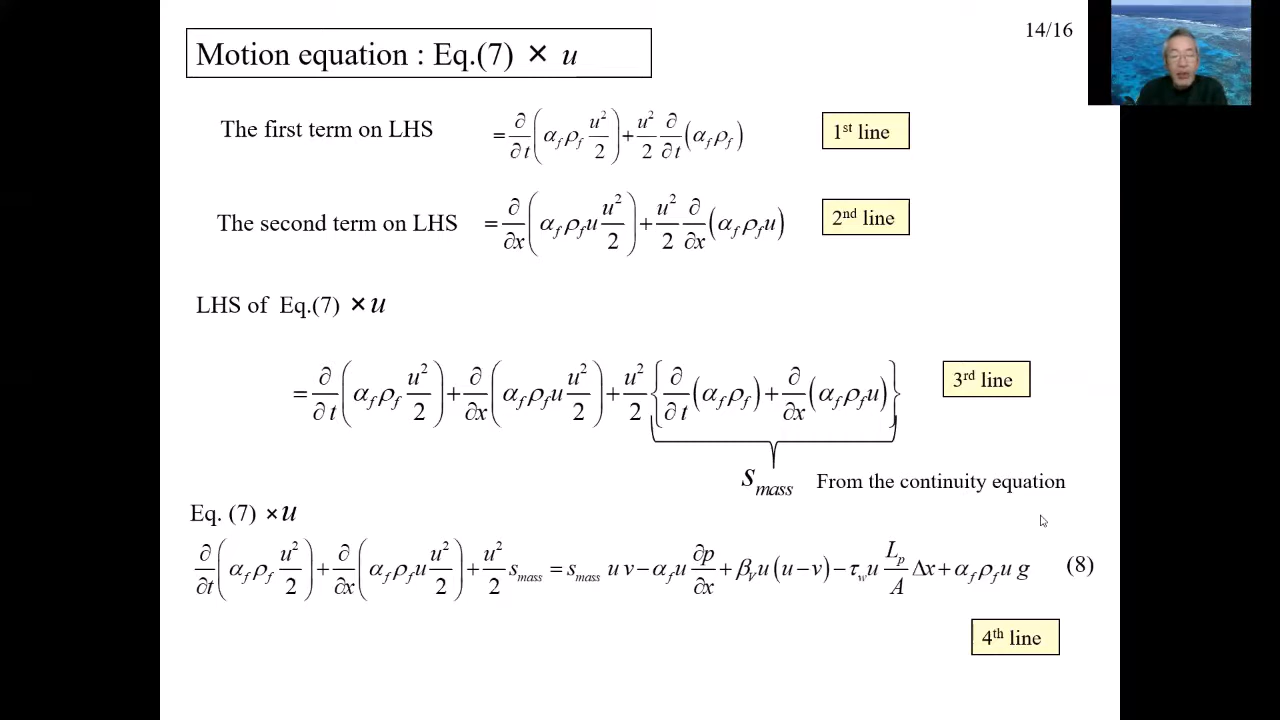 14/16
Motion equation : Eq.(7) × u
The first term on LHS = ∂/∂t (α_f ρ_f u²/2) + u²/2 ∂/∂t (α_f ρ_f) 1st line
The second term on LHS = ∂/∂x (α_f ρ_f u u²/2) + u²/2 ∂/∂x (α_f ρ_f u) 2nd line
LHS of Eq.(7) × u
= ∂/∂t (α_f ρ_f u²/2) + ∂/∂x (α_f ρ_f u u²/2) + u²/2 {∂/∂t (α_f ρ_f) + ∂/∂x (α_f ρ_f u)} 3rd line
s_mass From the continuity equation
Eq. (7) × u
∂/∂t (α_f ρ_f u²/2) + ∂/∂x (α_f ρ_f u u²/2) + u²/2 s_mass = s_mass u v − α_f u ∂p/∂x + β_V u (u − v) − τ_w u L_p/A Δx + α_f ρ_f u g (8)
4th line